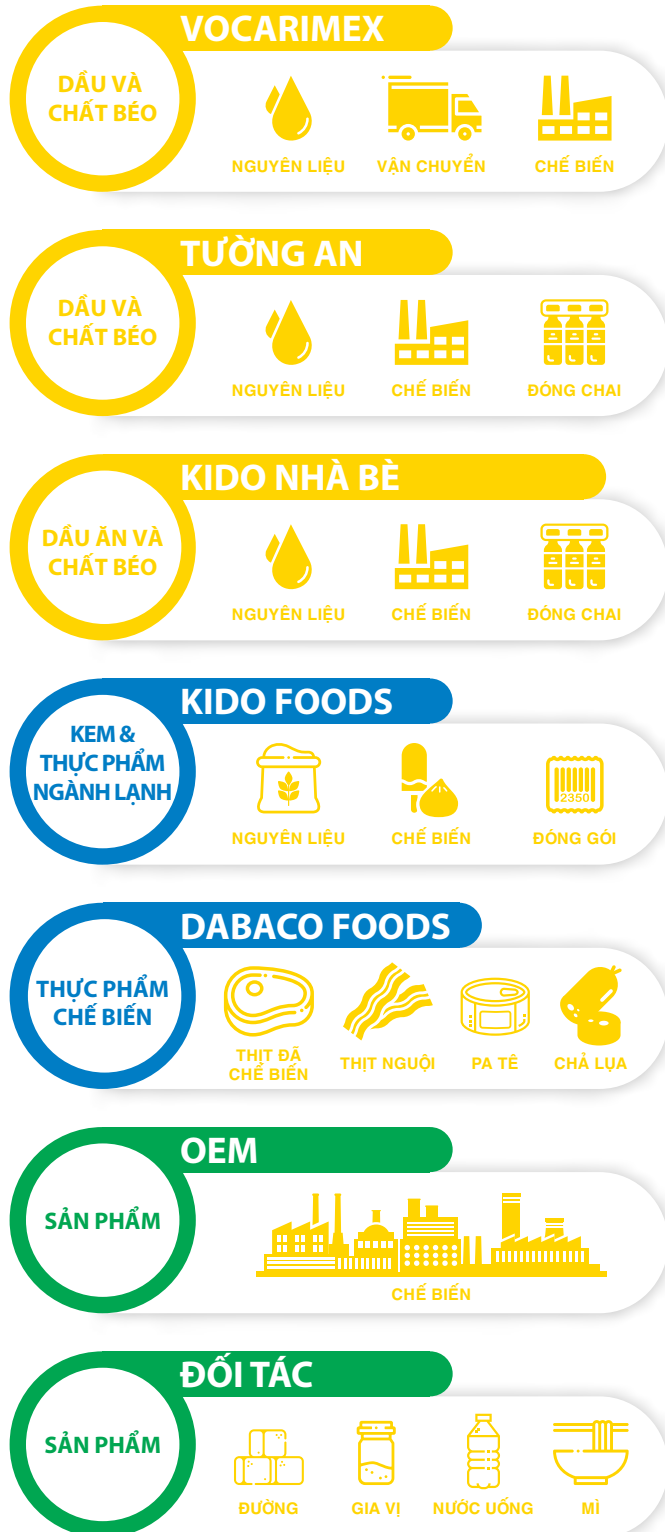 VOCARIMEX
DẦU VÀ
CHẤT BÉO
NGUYÊN LIỆU
VẬN CHUYỂN
CHẾ BIẾN
TƯỜNG AN
DẦU VÀ
CHẤT BÉO
NGUYÊN LIỆU
CHẾ BIẾN
ĐÓNG CHAI
KIDO NHÀ BÈ
DẦU ĂN VÀ
CHẤT BÉO
NGUYÊN LIỆU
CHẾ BIẾN
ĐÓNG CHAI
KIDO FOODS
KEM &
THỰC PHẨM
NGÀNH LẠNH
2350
NGUYÊN LIỆU
CHẾ BIẾN
ĐÓNG GÓI
DABACO FOODS
THỰC PHẨM
CHẾ BIẾN
THỊT ĐÃ
CHẾ BIẾN
THỊT NGUỘI
PA TÊ
CHẢ LỤA
OEM
SẢN PHẨM
CHẾ BIẾN
ĐỐI TÁC
SẢN PHẨM
ĐƯỜNG
GIA VỊ
NƯỚC UỐNG
MÌ